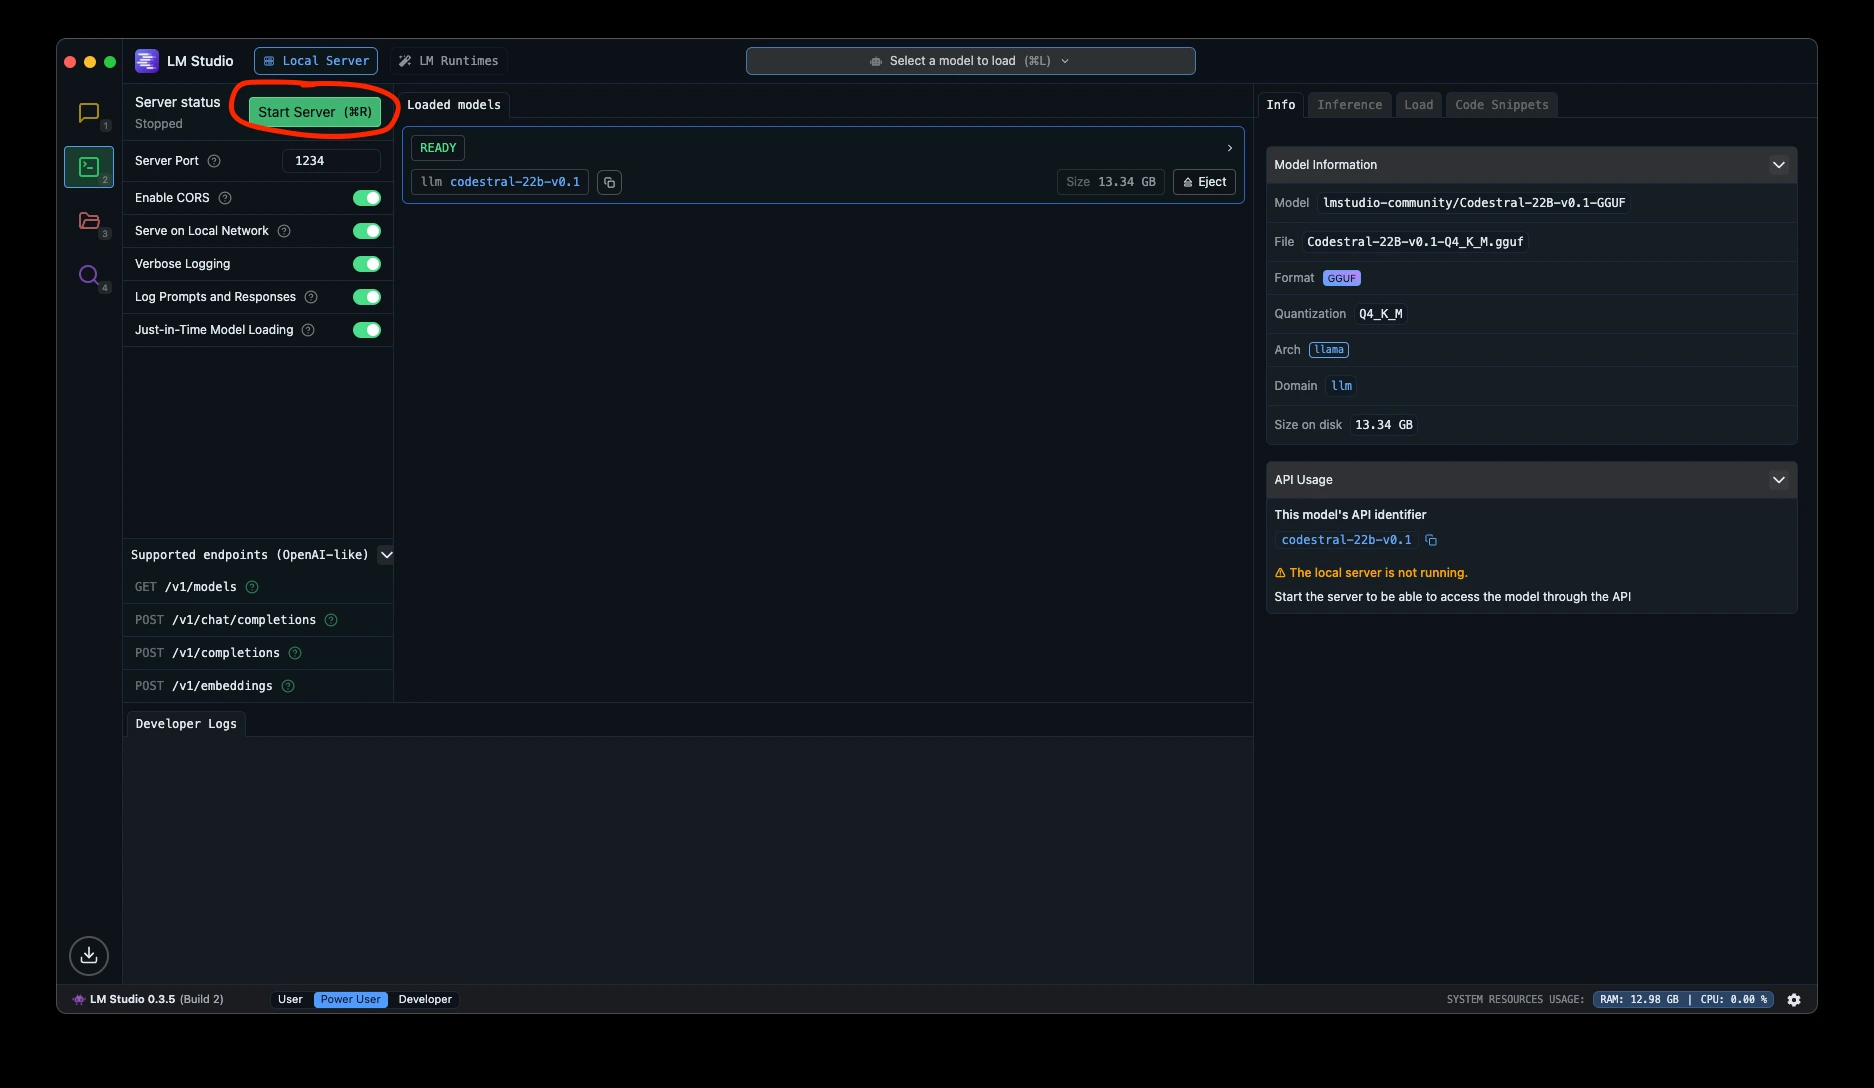 LM Studio
Local Server
LM Runtimes
Select a model to load (⌘L)
1
2
3
4
Server status
Stopped
Start Server (⌘R)
Server Port
1234
Enable CORS
Serve on Local Network
Verbose Logging
Log Prompts and Responses
Just-in-Time Model Loading
Supported endpoints (OpenAI-like)
GET /v1/models
POST /v1/chat/completions
POST /v1/completions
POST /v1/embeddings
Loaded models
READY
llm codestral-22b-v0.1
Size 13.34 GB
Eject
Developer Logs
Info
Inference
Load
Code Snippets
Model Information
Model lmstudio-community/Codestral-22B-v0.1-GGUF
File Codestral-22B-v0.1-Q4_K_M.gguf
Format GGUF
Quantization Q4_K_M
Arch llama
Domain llm
Size on disk 13.34 GB
API Usage
This model's API identifier
codestral-22b-v0.1
The local server is not running.
Start the server to be able to access the model through the API
LM Studio 0.3.5 (Build 2)
User
Power User
Developer
SYSTEM RESOURCES USAGE: RAM: 12.98 GB | CPU: 0.00 %